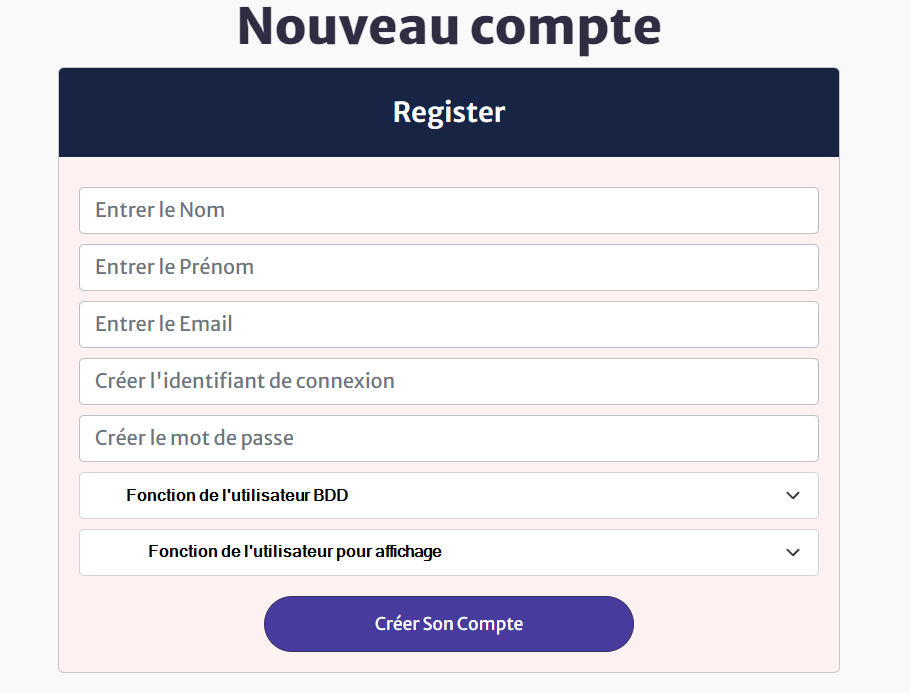 Nouveau compte
Register
Entrer le Nom
Entrer le Prénom
Entrer le Email
Créer l'identifiant de connexion
Créer le mot de passe
Fonction de l'utilisateur BDD
Fonction de l'utilisateur pour affichage
Créer Son Compte